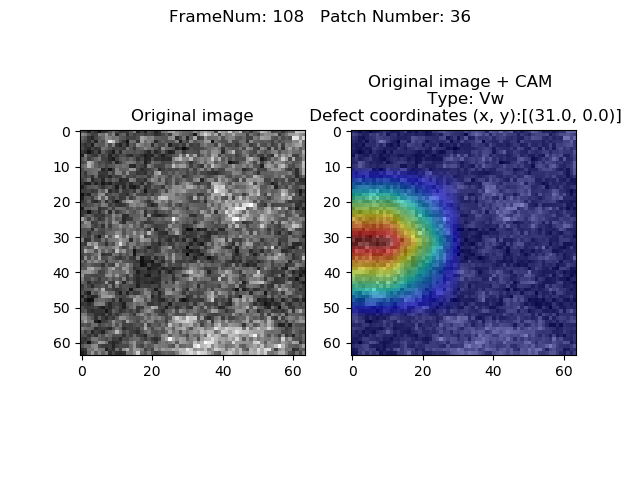 FrameNum: 108   Patch Number: 36
Original image
0
10
20
30
40
50
60
0 20 40 60
Original image + CAM
Type: Vw
Defect coordinates (x, y):[(31.0, 0.0)]
0
10
20
30
40
50
60
0 20 40 60